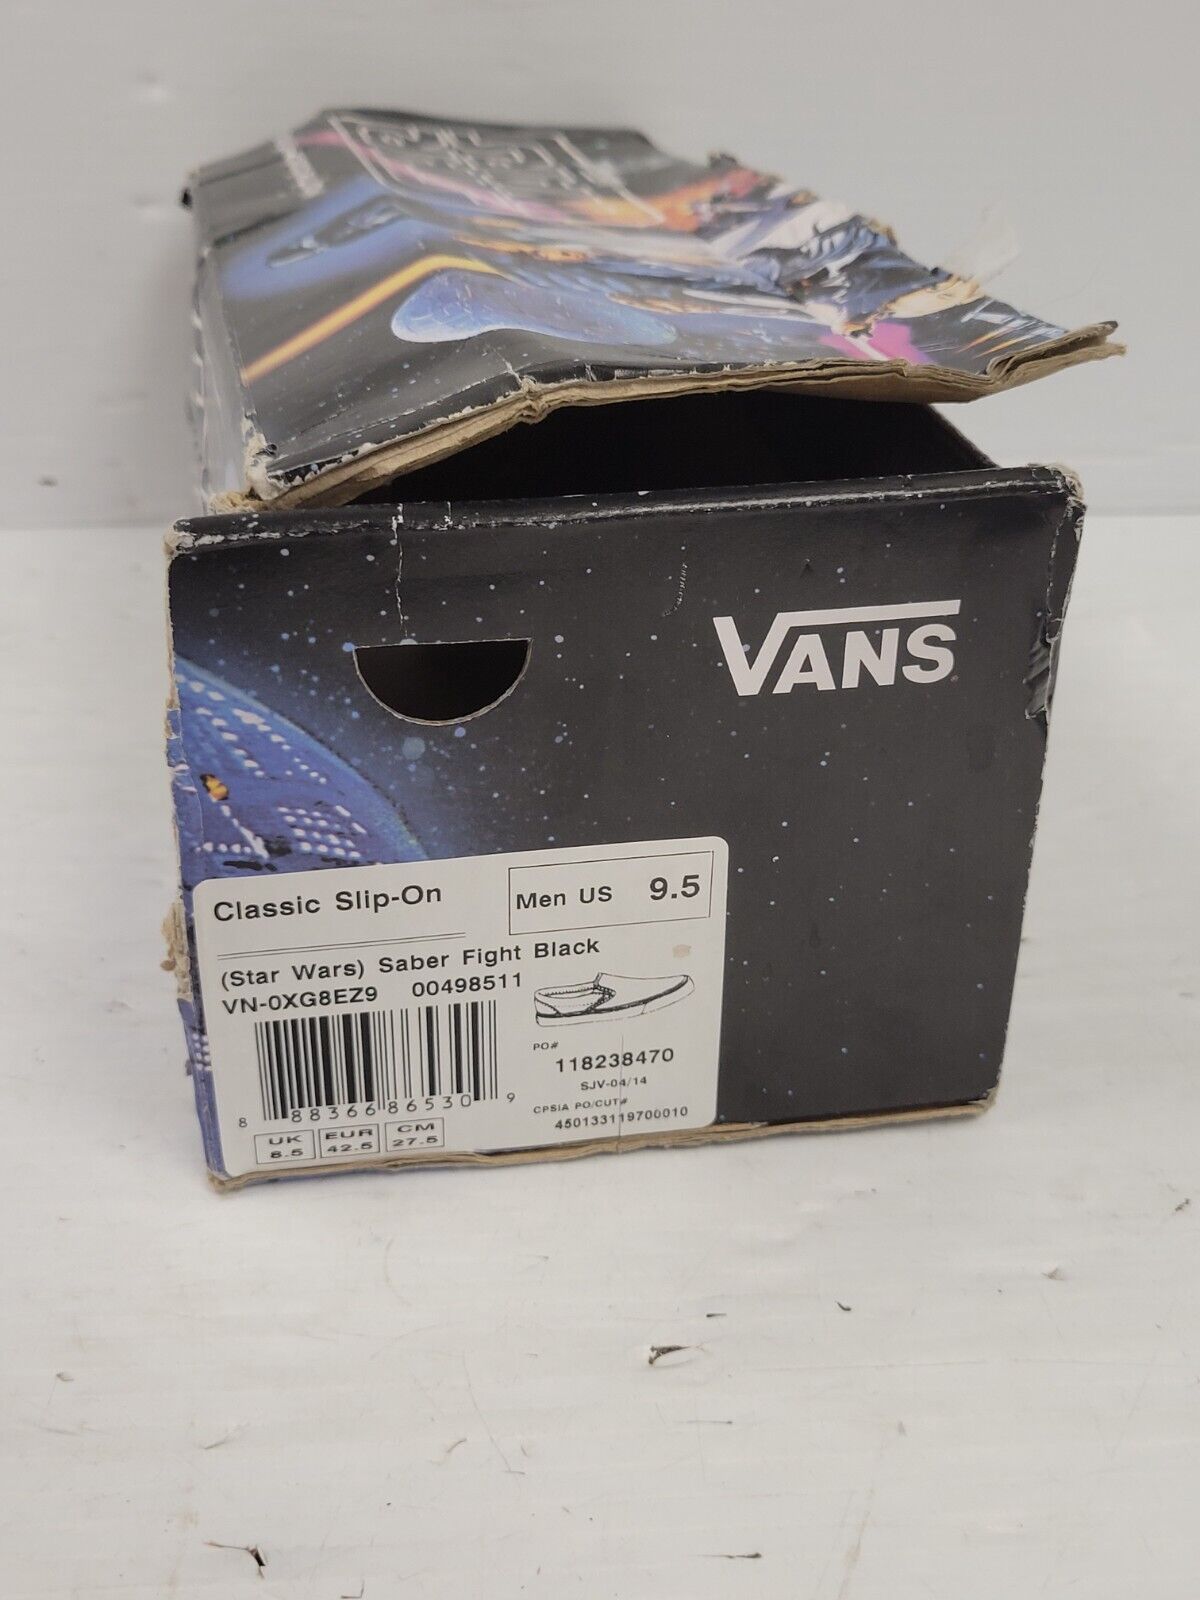 STAR
WARS
VANS
Classic Slip-On
Men US 9.5
(Star Wars) Saber Fight Black
VN-0XG8EZ9 00498511
PO#
118238470
SJV-04/14
CPSIA PO/CUT#
450133119700010
8 88366 86530 9
UK EUR CM
8.5 42.5 27.5